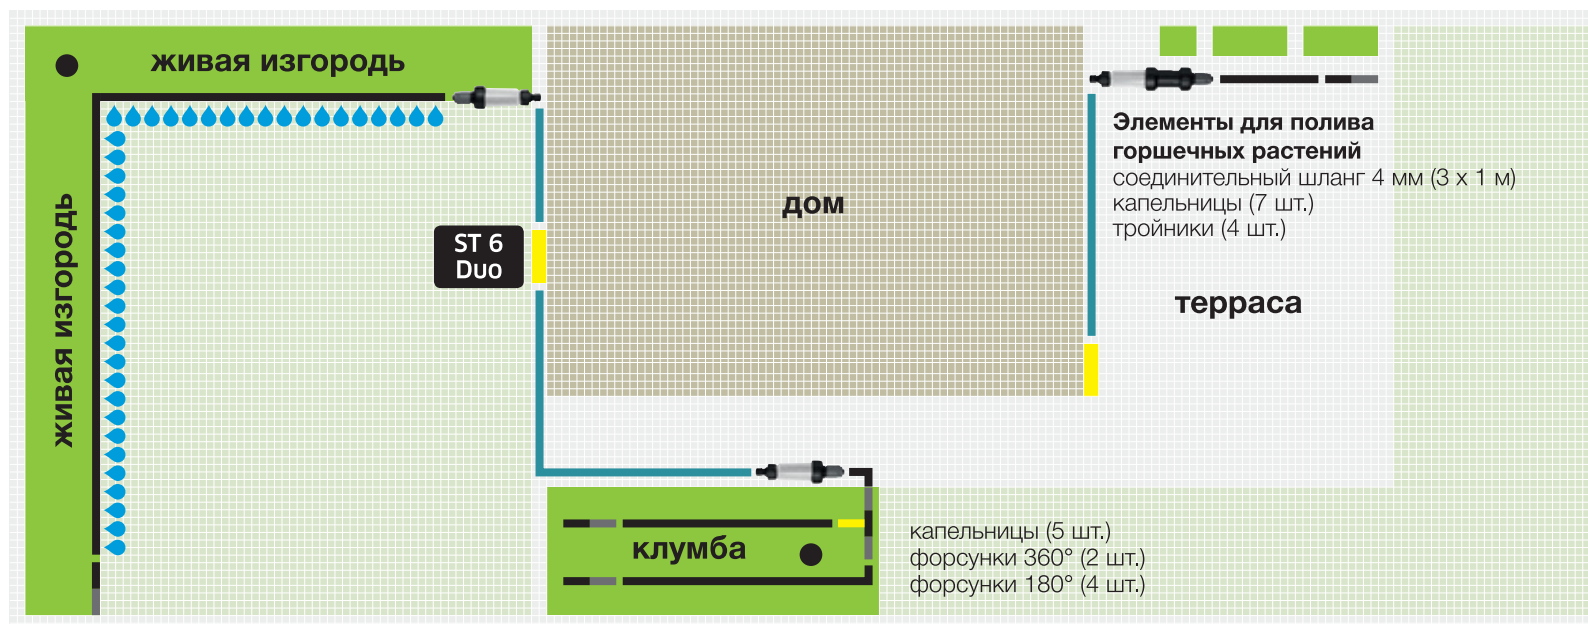 живая изгородь
живая изгородь
ST 6
Duo
дом
Элементы для полива
горшечных растений
соединительный шланг 4 мм (3 x 1 м)
капельницы (7 шт.)
тройники (4 шт.)
терраса
клумба
капельницы (5 шт.)
форсунки 360° (2 шт.)
форсунки 180° (4 шт.)